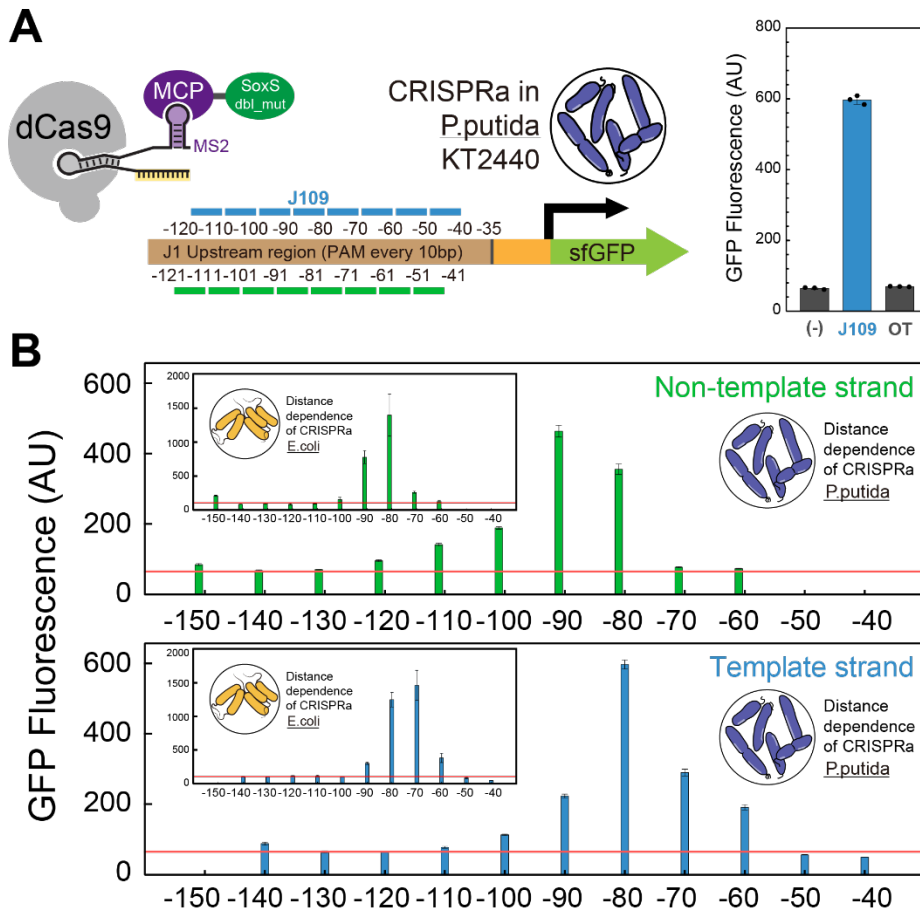 A
dCas9
MCP
SoxS
dbl_mut
MS2
CRISPRa in
P.putida
KT2440
J109
-120 -110 -100 -90 -80 -70 -60 -50 -40 -35
J1 Upstream region (PAM every 10bp)
sfGFP
-121 -111 -101 -91 -81 -71 -61 -51 -41
GFP Fluorescence (AU)
800
600
400
200
0
(-) J109 OT
B
GFP Fluorescence (AU)
600
400
200
0
Non-template strand
Distance
dependence
of CRISPRa
P.putida
2000
1500
1000
500
0
Distance
dependence
of CRISPRa
E.coli
-150 -140 -130 -120 -110 -100 -90 -80 -70 -60 -50 -40
-150 -140 -130 -120 -110 -100 -90 -80 -70 -60 -50 -40
600
400
200
0
Template strand
Distance
dependence
of CRISPRa
P.putida
2000
1500
1000
500
0
Distance
dependence
of CRISPRa
E.coli
-150 -140 -130 -120 -110 -100 -90 -80 -70 -60 -50 -40
-150 -140 -130 -120 -110 -100 -90 -80 -70 -60 -50 -40